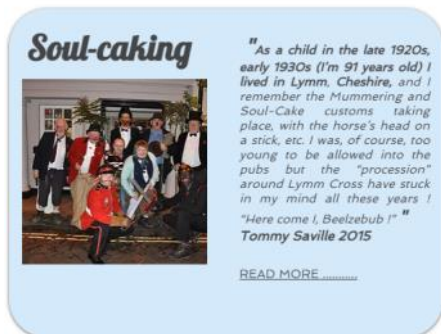 Soul-caking
"As a child in the late 1920s,
early 1930s (I'm 91 years old) I
lived in Lymm, Cheshire, and I
remember the Mummering and
Soul-Cake customs taking
place, with the horse's head on
a stick, etc. I was, of course, too
young to be allowed into the
pubs but the "procession"
around Lymm Cross have stuck
in my mind all these years !
"Here come I, Beelzebub !" "
Tommy Saville 2015
READ MORE ...........